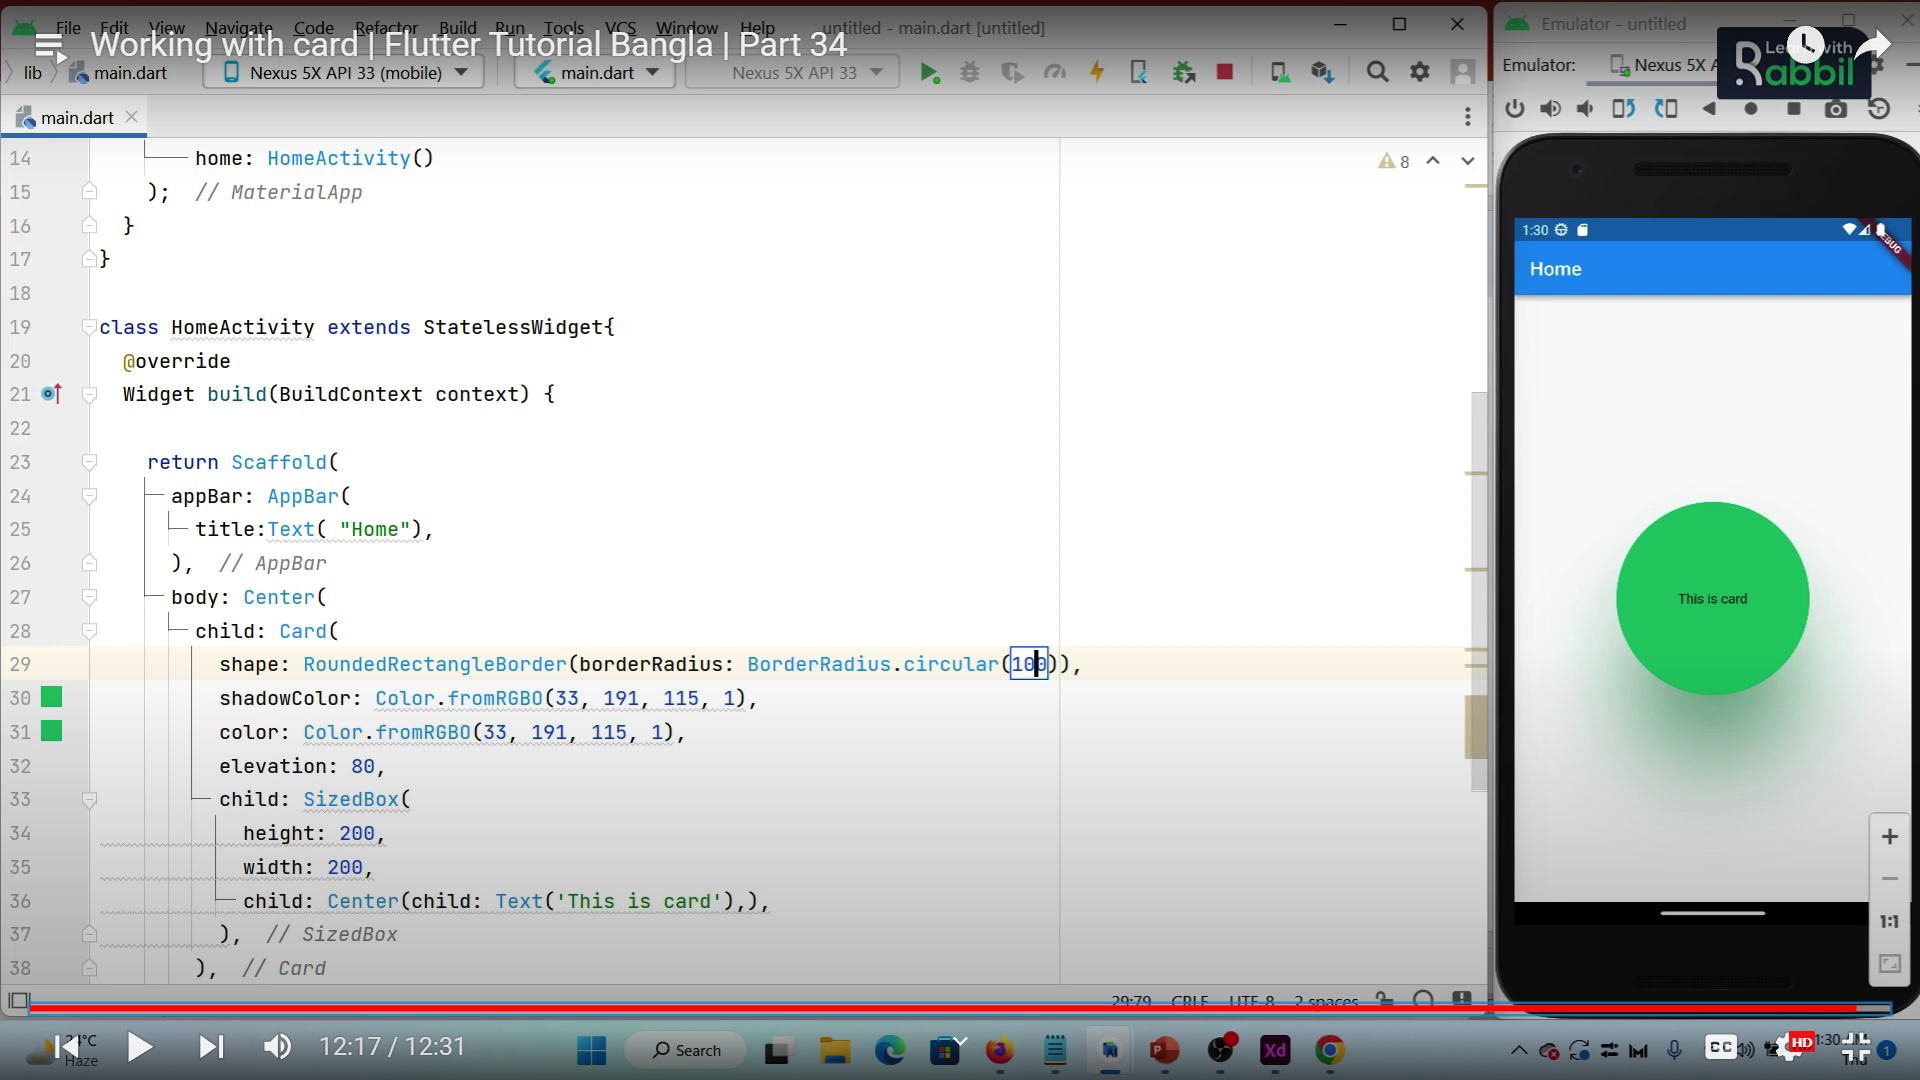 File Edit View Navigate Code Refactor Build Run Tools VCS Window Help untitled - main.dart [untitled]
Working with card | Flutter Tutorial Bangla | Part 34
lib main.dart Nexus 5X API 33 (mobile) main.dart Nexus 5X API 33
main.dart
8
14 home: HomeActivity()
15 ); // MaterialApp
16 }
17 }
18
19 class HomeActivity extends StatelessWidget{
20 @override
21 Widget build(BuildContext context) {
22
23 return Scaffold(
24 appBar: AppBar(
25 title:Text( "Home"),
26 ), // AppBar
27 body: Center(
28 child: Card(
29 shape: RoundedRectangleBorder(borderRadius: BorderRadius.circular(100)),
30 shadowColor: Color.fromRGBO(33, 191, 115, 1),
31 color: Color.fromRGBO(33, 191, 115, 1),
32 elevation: 80,
33 child: SizedBox(
34 height: 200,
35 width: 200,
36 child: Center(child: Text('This is card'),),
37 ), // SizedBox
38 ), // Card
29:79 CRLF UTF-8 2 spaces
Emulator - untitled
Emulator: Nexus 5X A
Learn with
Rabbil
1:30
DEBUG
Home
This is card
1:1
24°C
Haze
12:17 / 12:31
Search
Xd
CC
HD
1:30
Thu
1